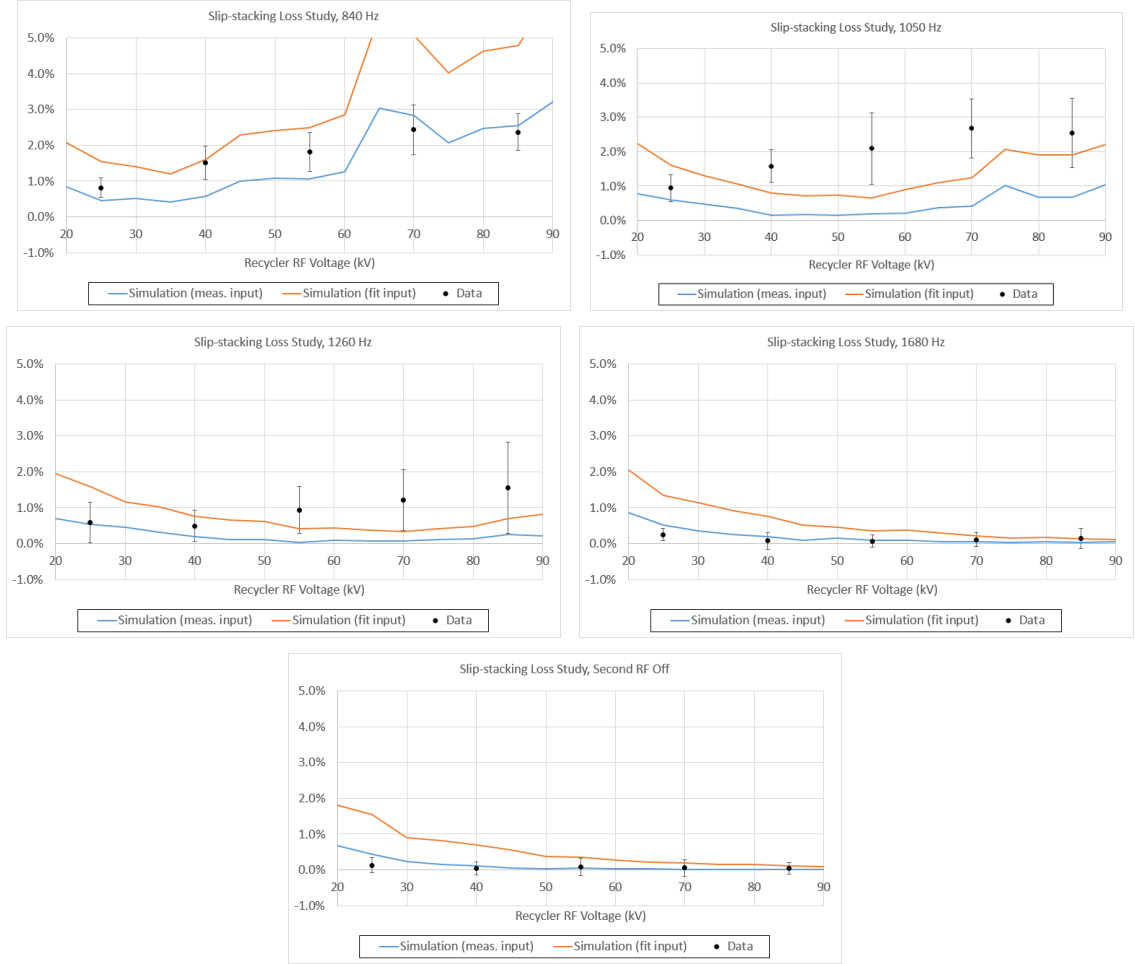 Slip-stacking Loss Study, 840 Hz
5.0%
4.0%
3.0%
2.0%
1.0%
0.0%
-1.0%
20 30 40 50 60 70 80 90
Recycler RF Voltage (kV)
Simulation (meas. input) Simulation (fit input) Data
Slip-stacking Loss Study, 1050 Hz
5.0%
4.0%
3.0%
2.0%
1.0%
0.0%
-1.0%
20 30 40 50 60 70 80 90
Recycler RF Voltage (kV)
Simulation (meas. input) Simulation (fit input) Data
Slip-stacking Loss Study, 1260 Hz
5.0%
4.0%
3.0%
2.0%
1.0%
0.0%
-1.0%
20 30 40 50 60 70 80 90
Recycler RF Voltage (kV)
Simulation (meas. input) Simulation (fit input) Data
Slip-stacking Loss Study, 1680 Hz
5.0%
4.0%
3.0%
2.0%
1.0%
0.0%
-1.0%
20 30 40 50 60 70 80 90
Recycler RF Voltage (kV)
Simulation (meas. input) Simulation (fit input) Data
Slip-stacking Loss Study, Second RF Off
5.0%
4.0%
3.0%
2.0%
1.0%
0.0%
-1.0%
20 30 40 50 60 70 80 90
Recycler RF Voltage (kV)
Simulation (meas. input) Simulation (fit input) Data